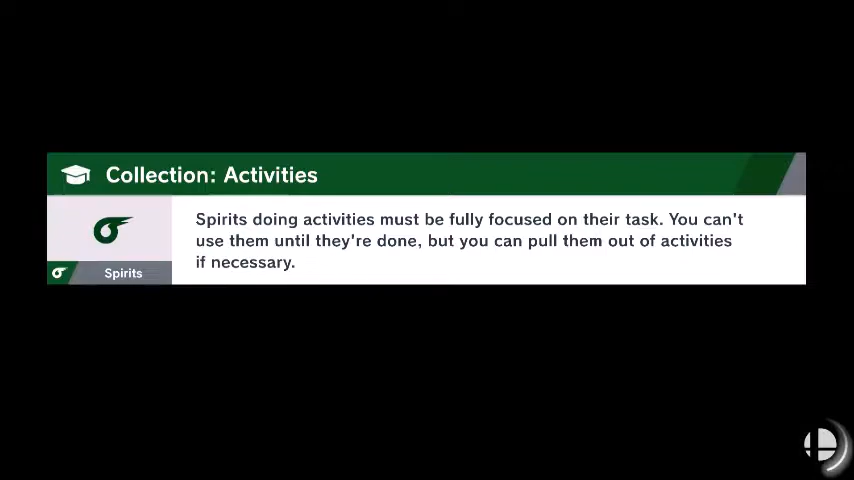 Collection: Activities
Spirits doing activities must be fully focused on their task. You can't
use them until they're done, but you can pull them out of activities
if necessary.
Spirits